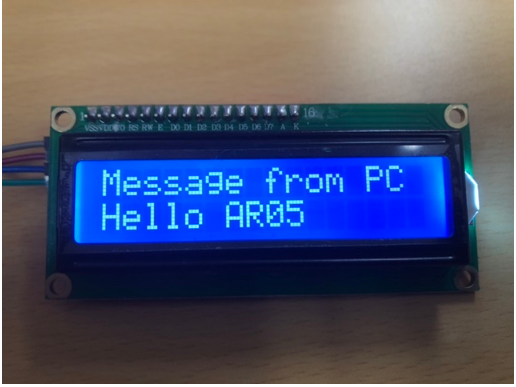 1 16
VSS VDD V0 RS RW E D0 D1 D2 D3 D4 D5 D6 D7 A K
Message from PC
Hello AR05